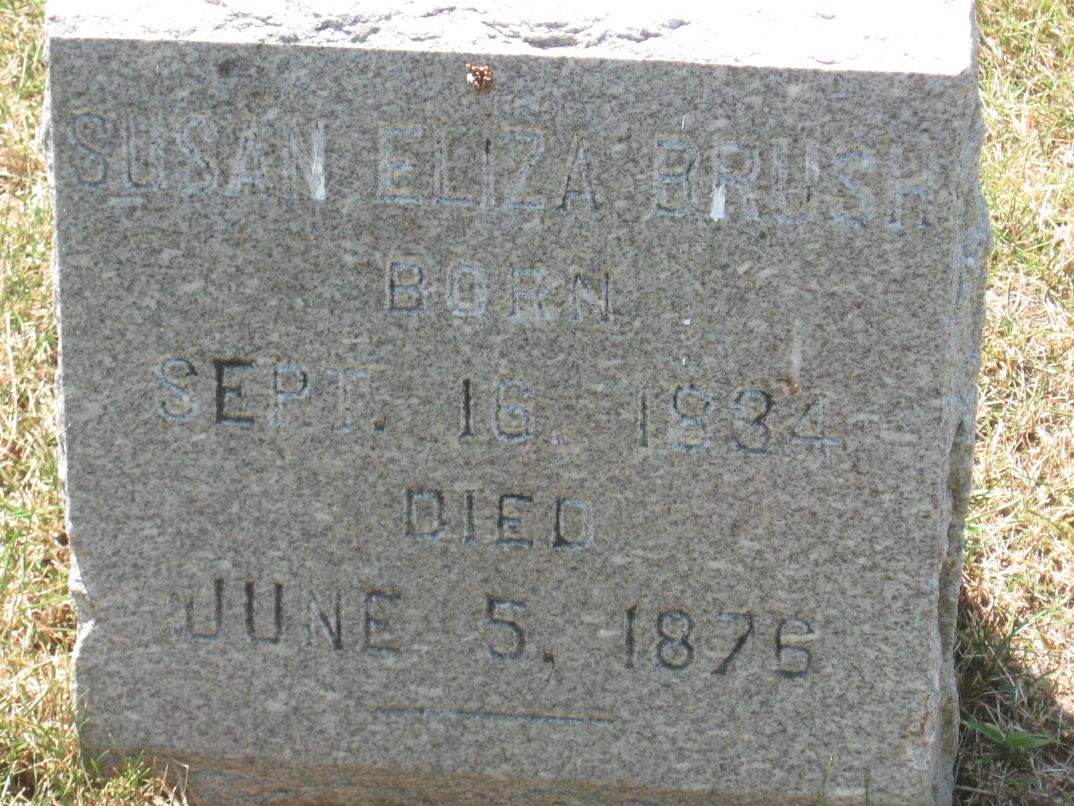 SUSAN ELIZA BRUSH
BORN
SEPT. 16, 1834
DIED
JUNE 5, 1876